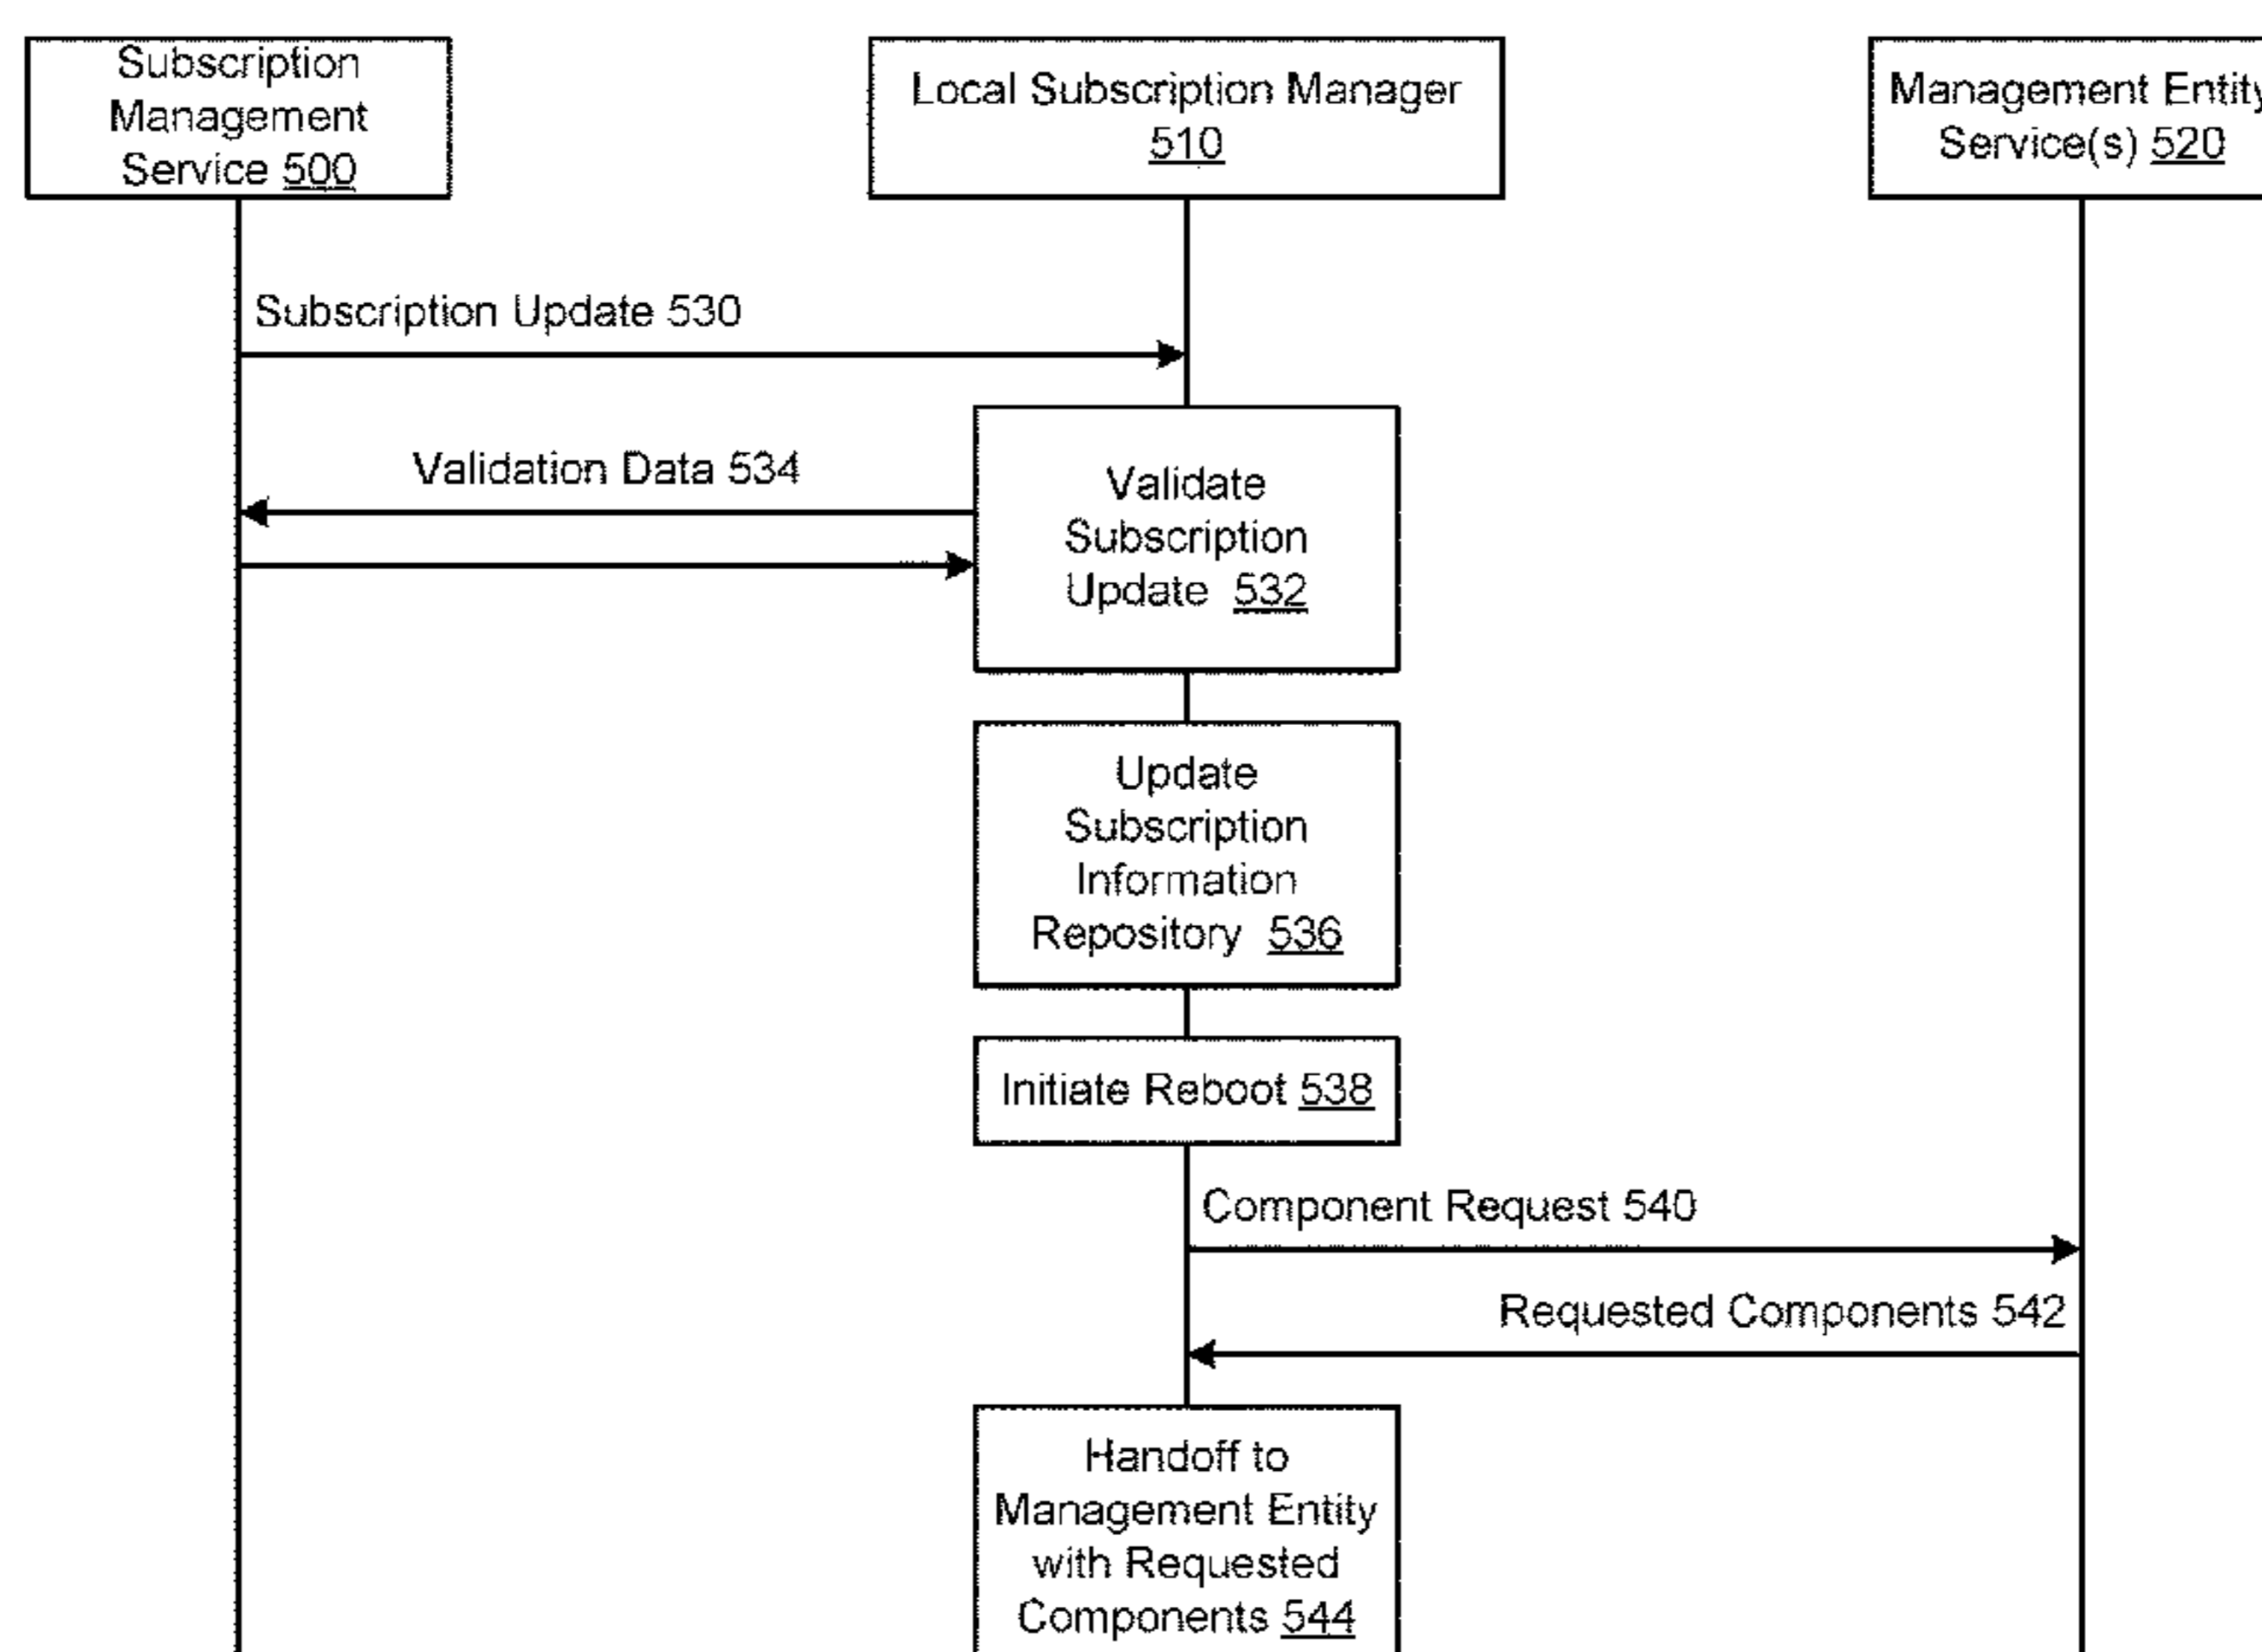 Subscription
Management
Service 500
Local Subscription Manager
510
Management Entity
Service(s) 520
Subscription Update 530
Validation Data 534
Validate
Subscription
Update 532
Update
Subscription
Information
Repository 536
Initiate Reboot 538
Component Request 540
Requested Components 542
Handoff to
Management Entity
with Requested
Components 544